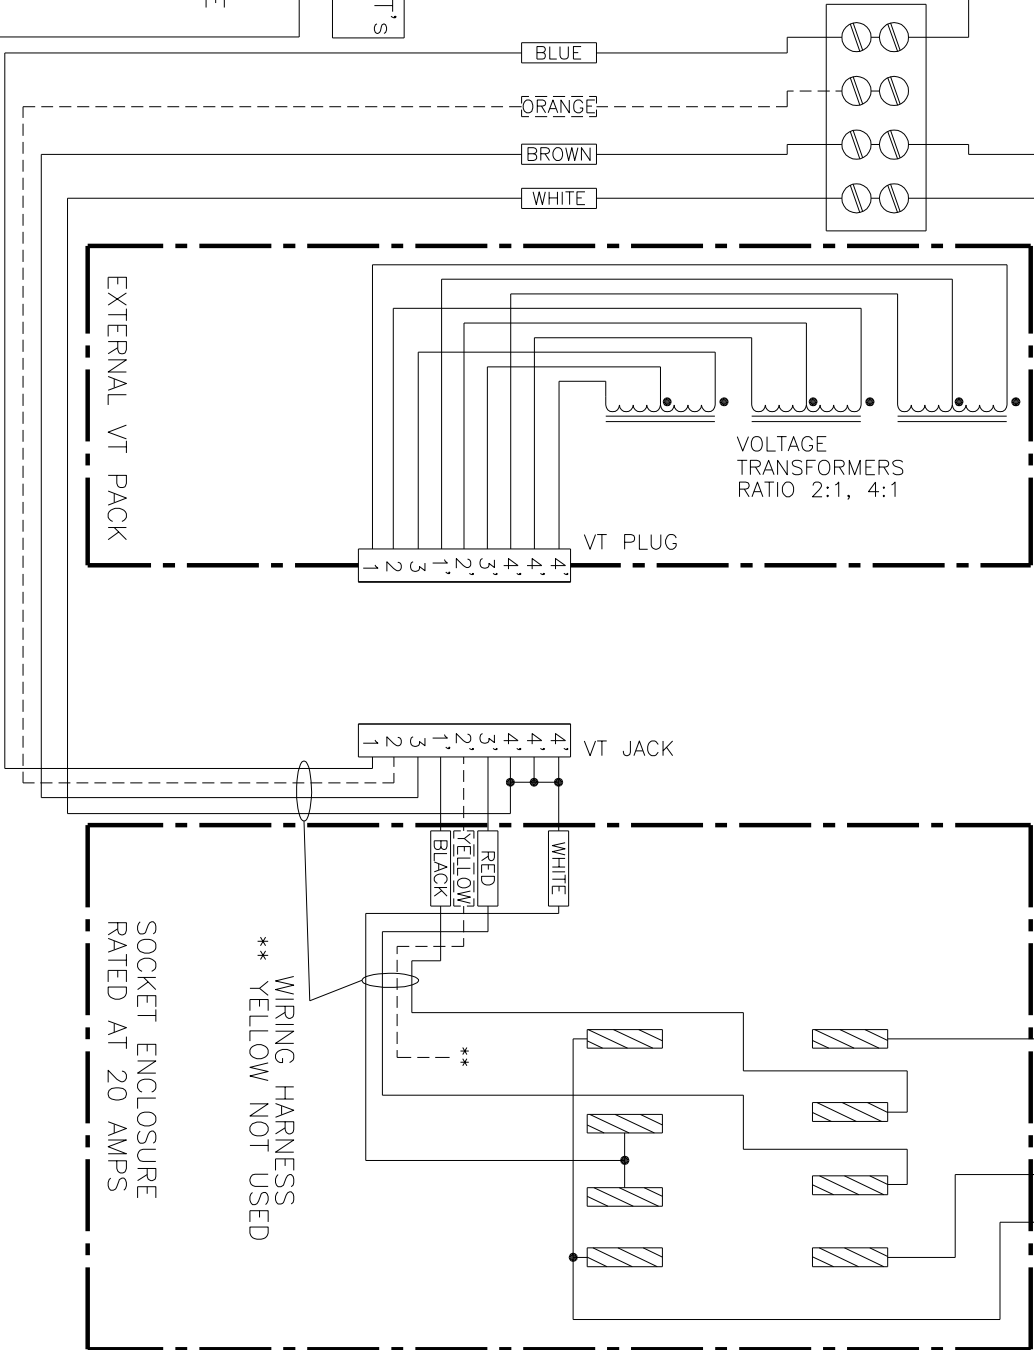 E
T's
BLUE
ORANGE
BROWN
WHITE
EXTERNAL VT PACK
VOLTAGE
TRANSFORMERS
RATIO 2:1, 4:1
VT PLUG
1 2 3 1' 2' 3' 4' 4' 4'
1 2 3 1' 2' 3' 4' 4' 4'
VT JACK
BLACK
YELLOW
RED
WHITE
SOCKET ENCLOSURE
RATED AT 20 AMPS
WIRING HARNESS
** YELLOW NOT USED
**